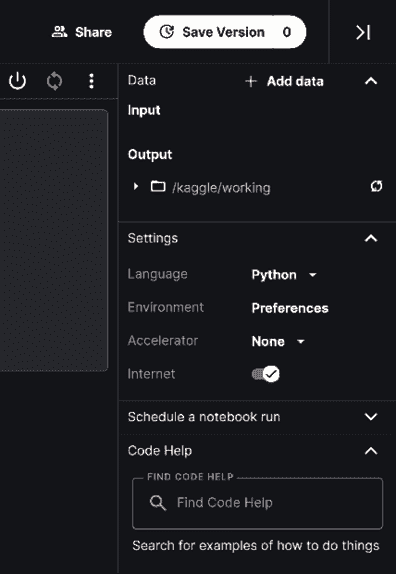 Share
Save Version 0
Data
Add data
Input
Output
/kaggle/working
Settings
Language Python
Environment Preferences
Accelerator None
Internet
Schedule a notebook run
Code Help
FIND CODE HELP
Find Code Help
Search for examples of how to do things